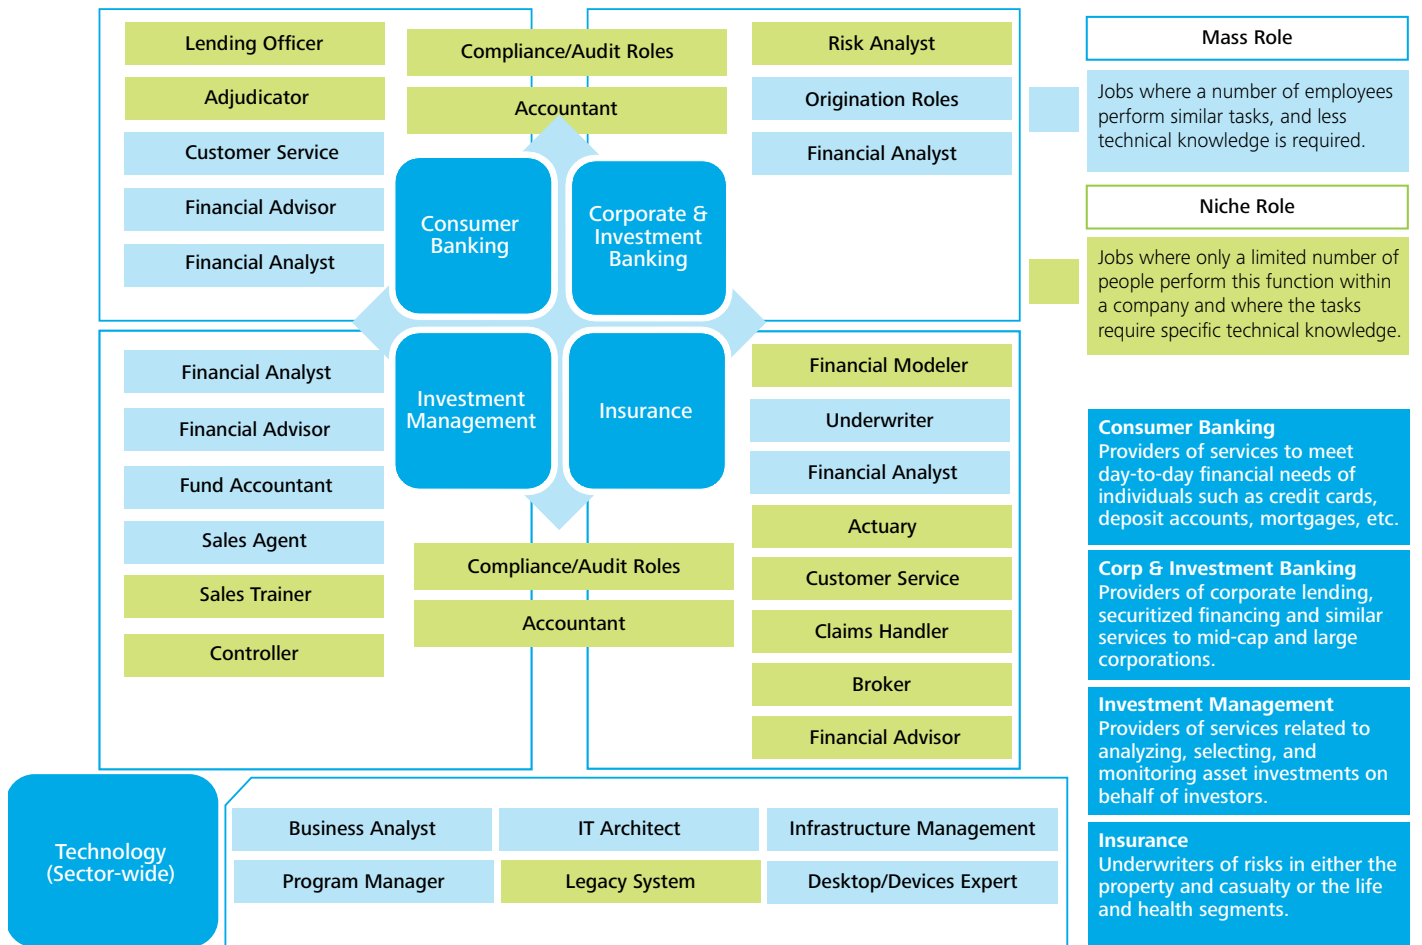 Lending Officer
Adjudicator
Customer Service
Financial Advisor
Financial Analyst
Compliance/Audit Roles
Accountant
Risk Analyst
Origination Roles
Financial Analyst
Consumer
Banking
Corporate &
Investment
Banking
Investment
Management
Insurance
Financial Analyst
Financial Advisor
Fund Accountant
Sales Agent
Sales Trainer
Controller
Compliance/Audit Roles
Accountant
Financial Modeler
Underwriter
Financial Analyst
Actuary
Customer Service
Claims Handler
Broker
Financial Advisor
Technology
(Sector-wide)
Business Analyst
IT Architect
Infrastructure Management
Program Manager
Legacy System
Desktop/Devices Expert
Mass Role
Jobs where a number of employees
perform similar tasks, and less
technical knowledge is required.
Niche Role
Jobs where only a limited number of
people perform this function within
a company and where the tasks
require specific technical knowledge.
Consumer Banking
Providers of services to meet
day-to-day financial needs of
individuals such as credit cards,
deposit accounts, mortgages, etc.
Corp & Investment Banking
Providers of corporate lending,
securitized financing and similar
services to mid-cap and large
corporations.
Investment Management
Providers of services related to
analyzing, selecting, and
monitoring asset investments on
behalf of investors.
Insurance
Underwriters of risks in either the
property and casualty or the life
and health segments.